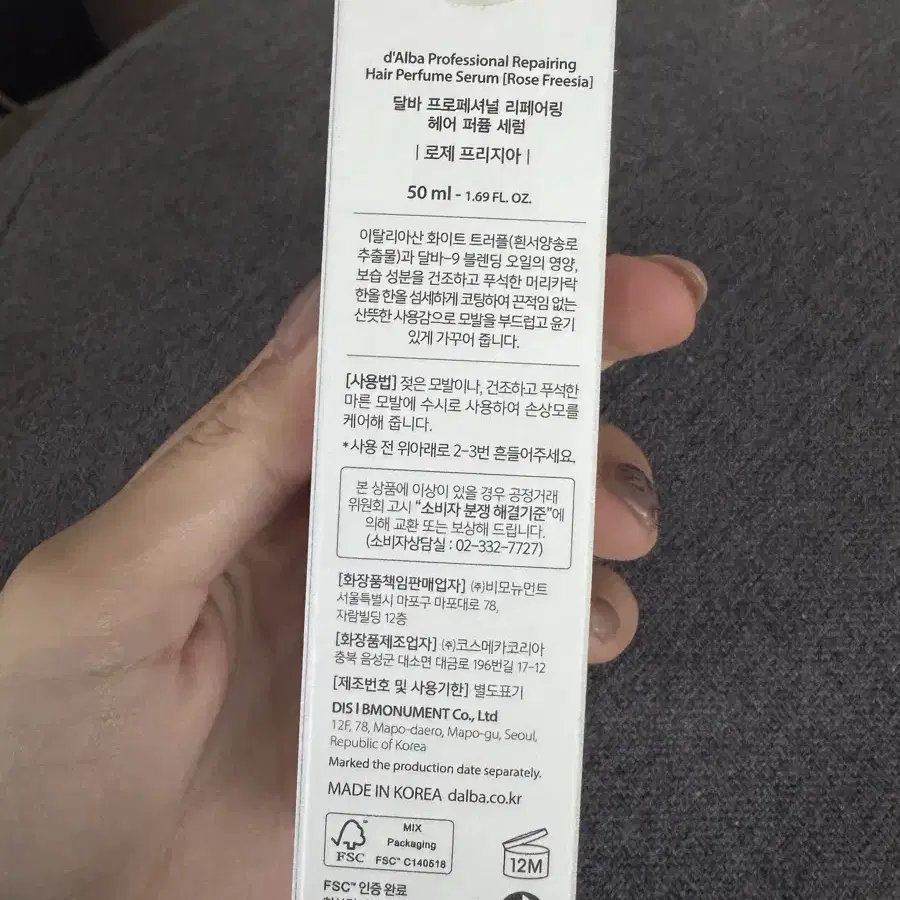 d'Alba Professional Repairing
Hair Perfume Serum [Rose Freesia]
달바 프로페셔널 리페어링
헤어 퍼퓸 세럼
| 로제 프리지아 |
50 ml - 1.69 FL. OZ.
이탈리아산 화이트 트러플(흰서양송로
추출물)과 달바-9 블렌딩 오일의 영양,
보습 성분을 건조하고 푸석한 머리카락
한올 한올 섬세하게 코팅하여 끈적임 없는
산뜻한 사용감으로 모발을 부드럽고 윤기
있게 가꾸어 줍니다.
[사용법] 젖은 모발이나, 건조하고 푸석한
마른 모발에 수시로 사용하여 손상모를
케어해 줍니다.
*사용 전 위아래로 2-3번 흔들어주세요.
본 상품에 이상이 있을 경우 공정거래
위원회 고시 "소비자 분쟁 해결기준"에
의해 교환 또는 보상해 드립니다.
(소비자상담실 : 02-332-7727)
[화장품책임판매업자] ㈜비모뉴먼트
서울특별시 마포구 마포대로 78,
자람빌딩 12층
[화장품제조업자] ㈜코스메카코리아
충북 음성군 대소면 대금로 196번길 17-12
[제조번호 및 사용기한] 별도표기
DIS I BMONUMENT Co., Ltd
12F, 78, Mapo-daero, Mapo-gu, Seoul,
Republic of Korea
Marked the production date separately.
MADE IN KOREA dalba.co.kr
MIX
Packaging
FSC FSC™ C140518
12M
FSC™ 인증 완료